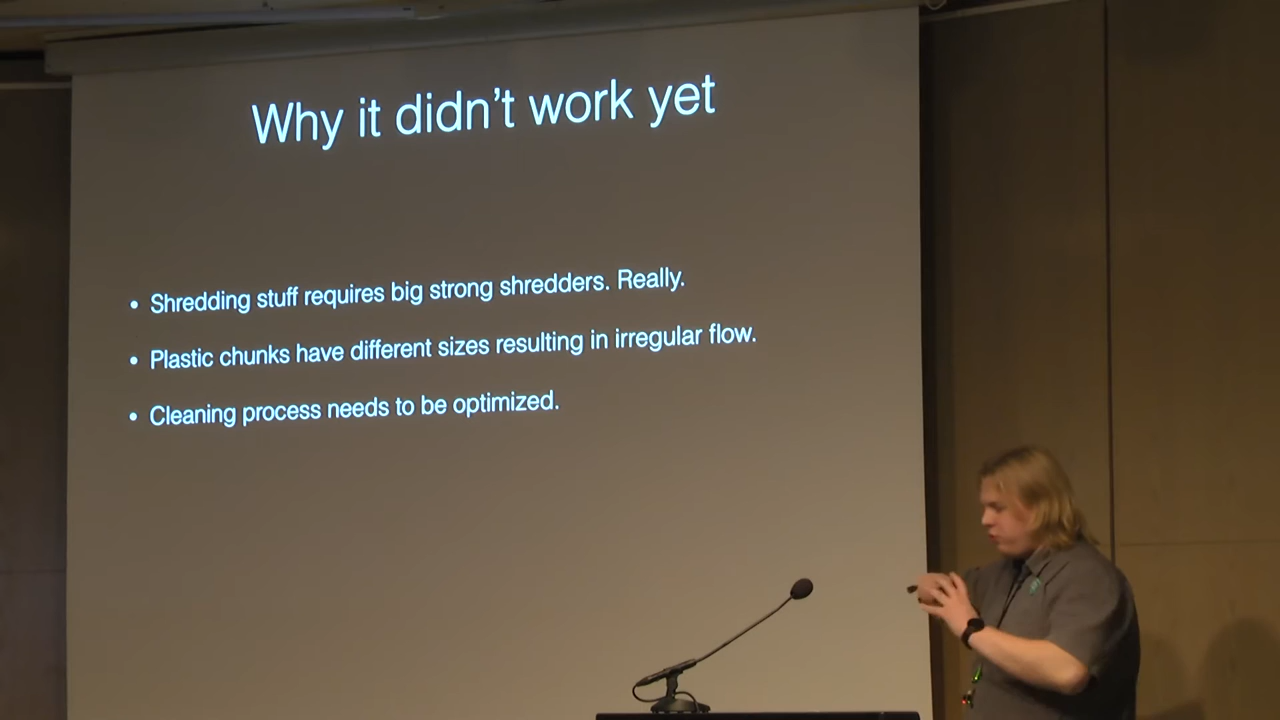 Why it didn't work yet
• Shredding stuff requires big strong shredders. Really.
• Plastic chunks have different sizes resulting in irregular flow.
• Cleaning process needs to be optimized.